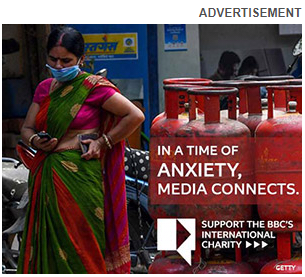 ADVERTISEMENT
IN A TIME OF
ANXIETY,
MEDIA CONNECTS.
SUPPORT THE BBC'S
INTERNATIONAL
CHARITY ►►►
GETTY